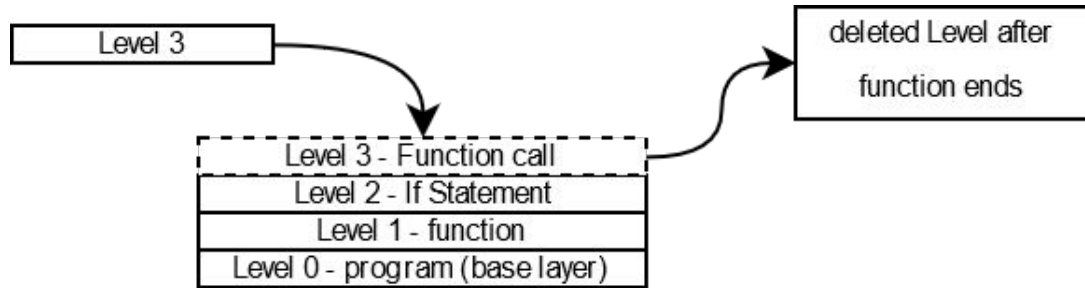 Level 3
deleted Level after
function ends
Level 3 - Function call
Level 2 - If Statement
Level 1 - function
Level 0 - program (base layer)